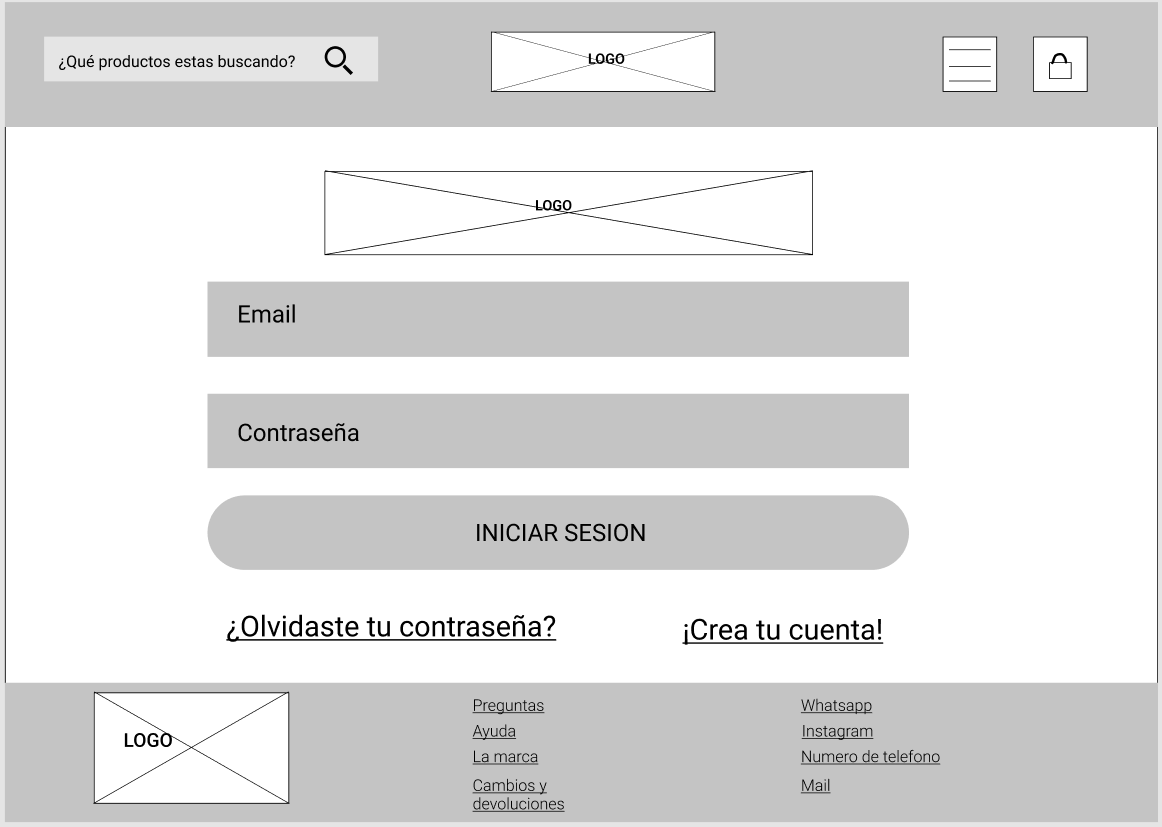 ¿Qué productos estas buscando?
LOGO
LOGO
Email
Contraseña
INICIAR SESION
¿Olvidaste tu contraseña?
¡Crea tu cuenta!
LOGO
Preguntas
Ayuda
La marca
Cambios y
devoluciones
Whatsapp
Instagram
Numero de telefono
Mail